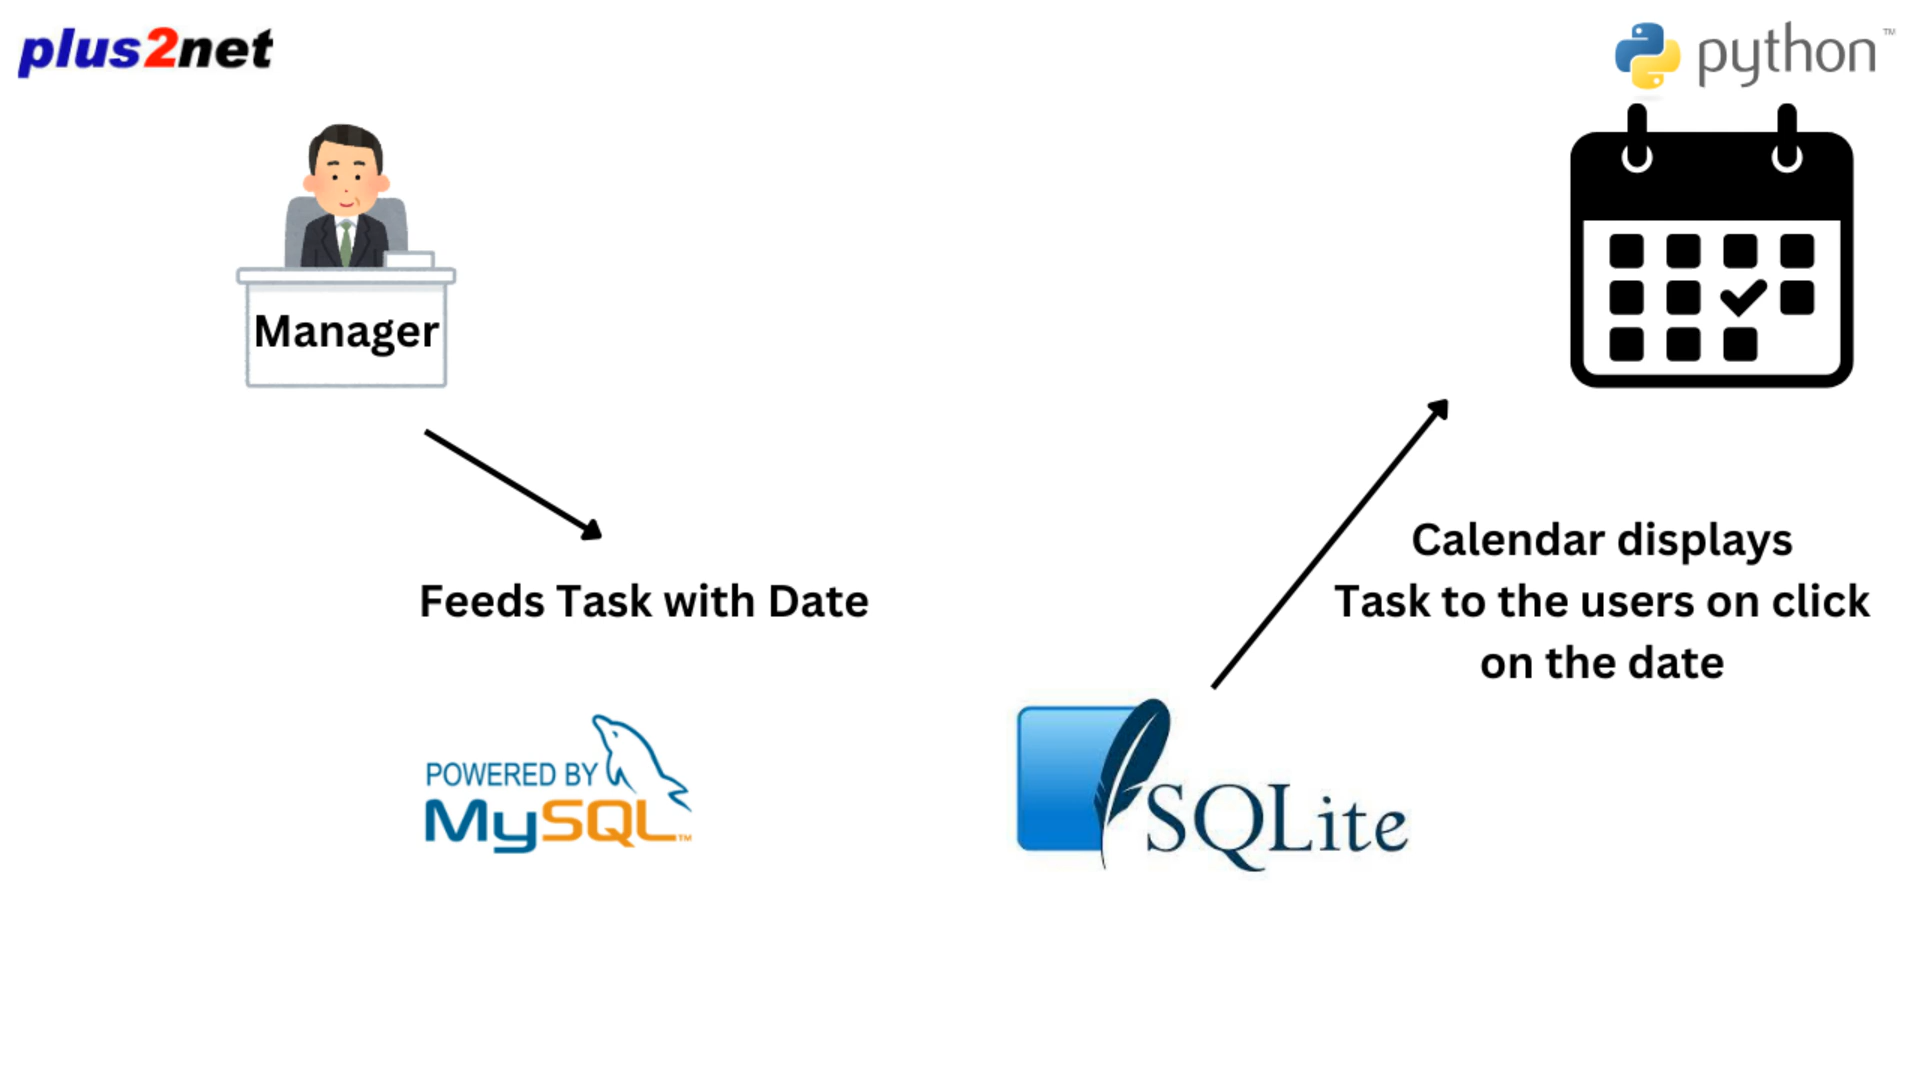 plus2net
python™
Manager
Feeds Task with Date
Calendar displays
Task to the users on click
on the date
POWERED BY
MySQL™
SQLite